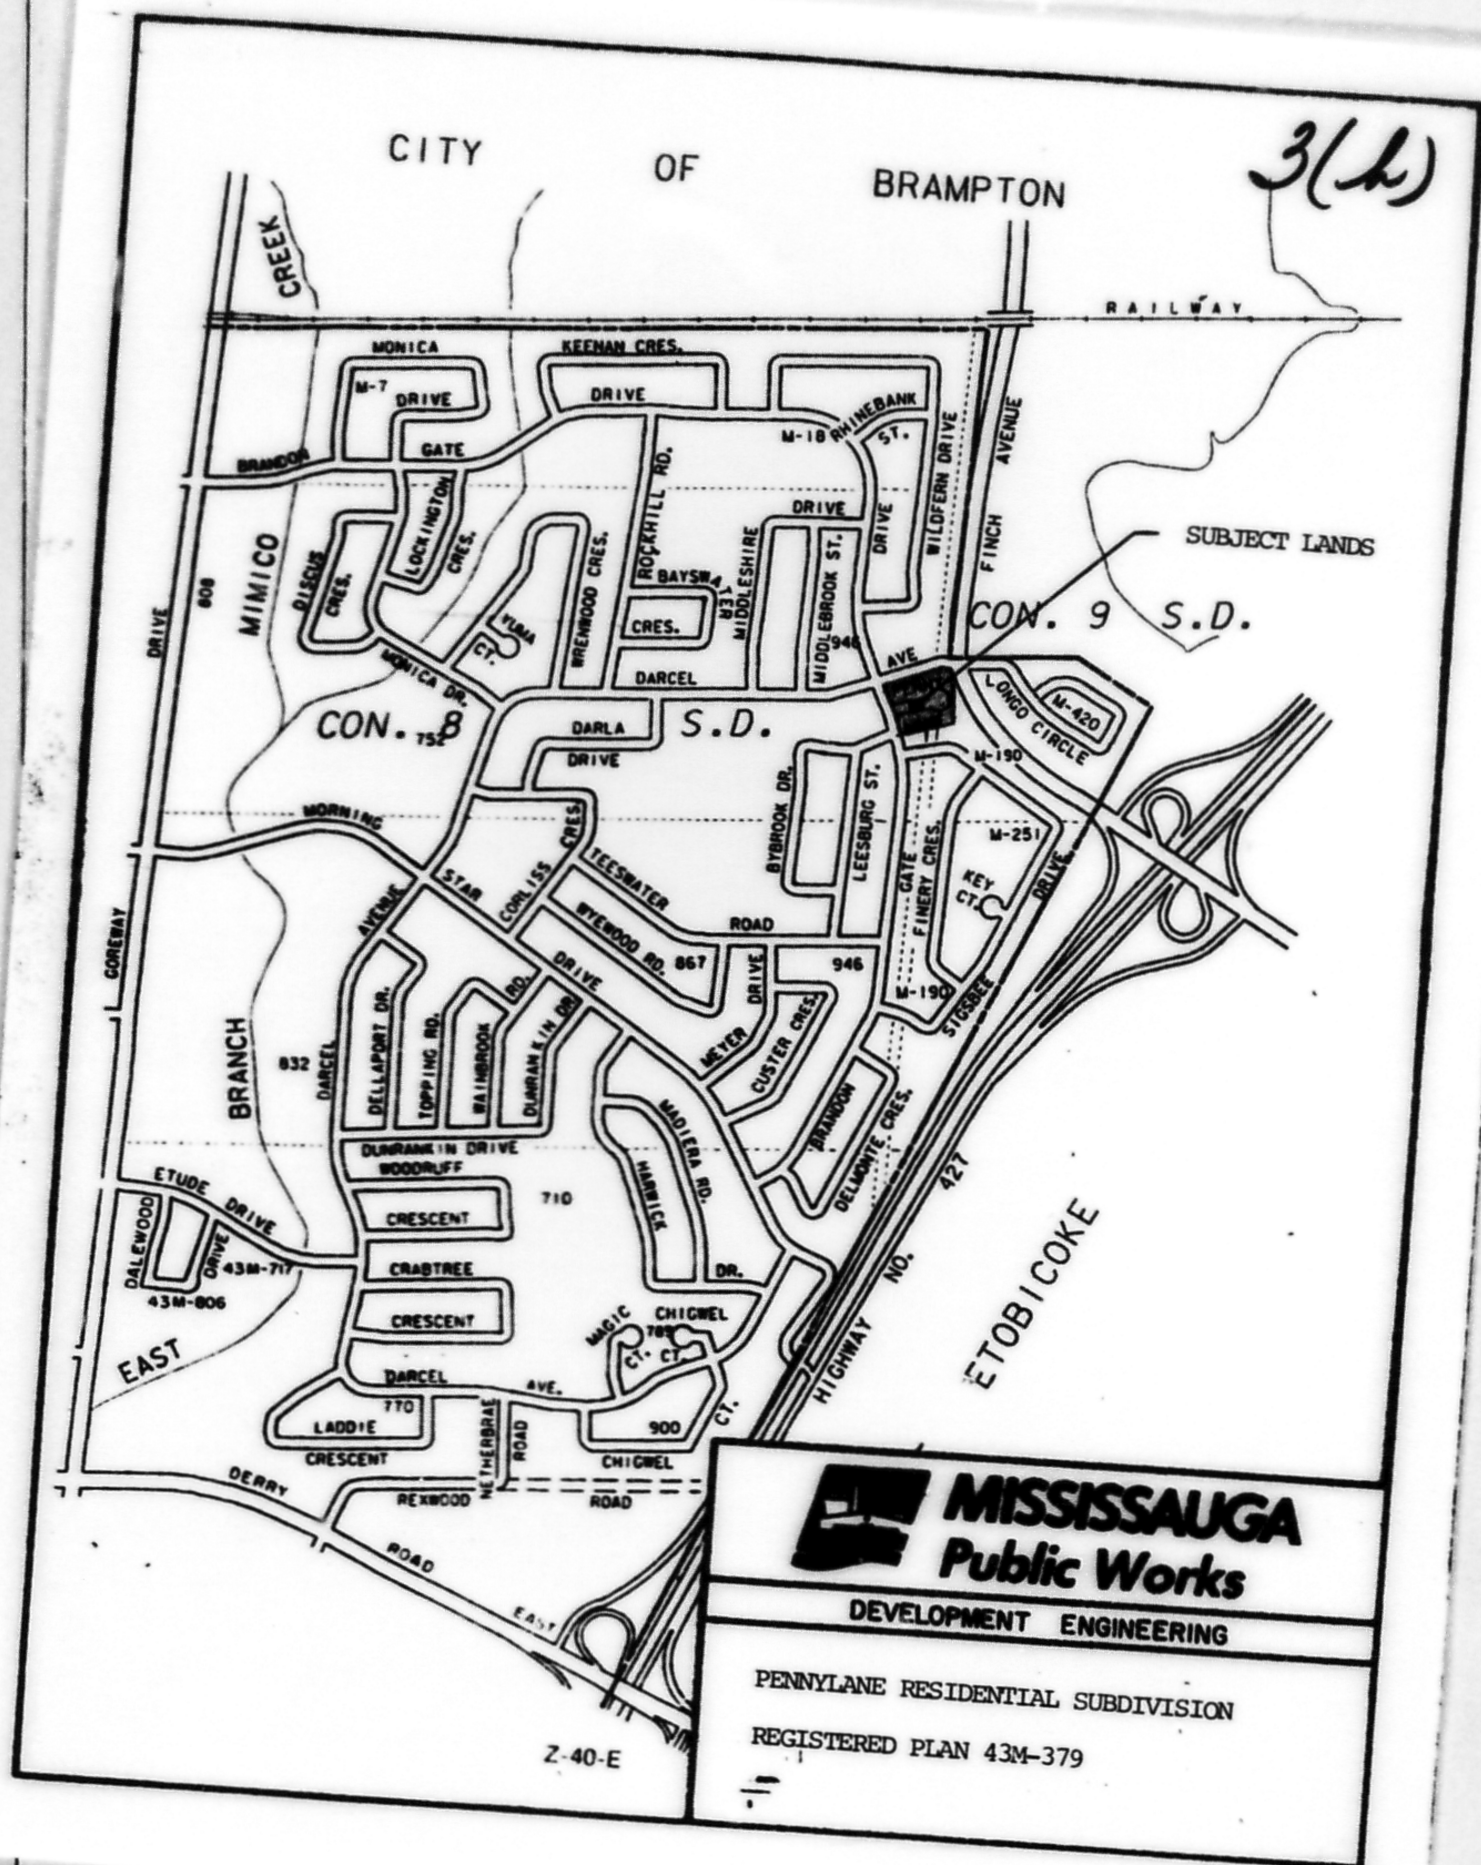 3(h)
CITY OF BRAMPTON
CREEK
RAILWAY
MONICA
KEENAN CRES.
M-7
DRIVE
DRIVE
RHINEBANK
ST.
M-18
BRANDON
GATE
WILDFERN DRIVE
FINCH AVENUE
LOCKINGTON
CRES.
ROCKHILL RD.
DRIVE
DRIVE
SUBJECT LANDS
DISCUS
CRES.
MIMICO
808
DRIVE
YUMA
CT.
WRENWOOD CRES.
BAYSWATER
CRES.
MIDDLESHIRE
MIDDLEBROOK ST.
946
CON. 9 S.D.
MONICA DR.
DARCEL
AVE
LONGO CIRCLE
M-420
CON. 8 S.D.
752
DARLA
DRIVE
M-190
BYBROOK DR.
LEESBURG ST.
MORNING
CRES.
M-251
GATE
FINERY CRES.
KEY
CT.
DRIVE
STAR
CORLISS
TEESWATER
ROAD
AVENUE
WYEWOOD RD.
867
946
GOREWAY
DRIVE
RD.
DRIVE
M-190
SIGSBEE
DELLAPORT DR.
TOPPING RD.
WAINBROOK
DUNRANKIN DR.
MEYER
CUSTER CRES.
BRANCH
832
DARCEL
MADIERA RD.
BRANDON
DELMONTE CRES.
DUNRANKIN DRIVE
WOODRUFF
CRESCENT
710
HARWICK
427
ETUDE DRIVE
DALEWOOD
DRIVE
43M-717
43M-806
CRABTREE
CRESCENT
DR.
NO.
ETOBICOKE
MAGIC
CT.
789
CHIGWEL
CT.
EAST
HIGHWAY
DARCEL
AVE.
770
LADDIE
CRESCENT
NETHERBRAE
ROAD
900
CHIGWEL
CT.
DERRY
REXWOOD
ROAD
ROAD
EAST
Z-40-E
MISSISSAUGA
Public Works
DEVELOPMENT ENGINEERING
PENNYLANE RESIDENTIAL SUBDIVISION
REGISTERED PLAN 43M-379